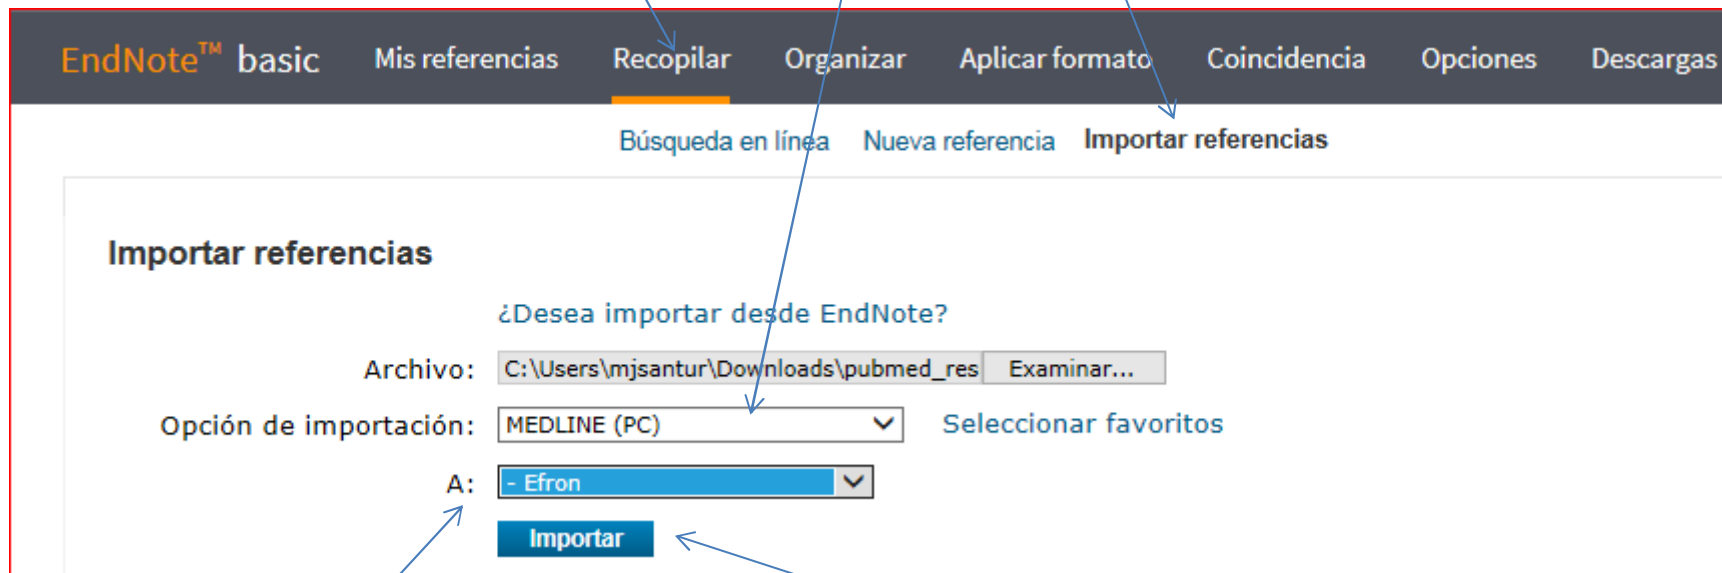 EndNote™ basic Mis referencias Recopilar Organizar Aplicar formato Coincidencia Opciones Descargas
Búsqueda en línea Nueva referencia Importar referencias
Importar referencias
¿Desea importar desde EndNote?
Archivo: C:\Users\mjsantur\Downloads\pubmed_res Examinar...
Opción de importación: MEDLINE (PC) Seleccionar favoritos
A: - Efron
Importar